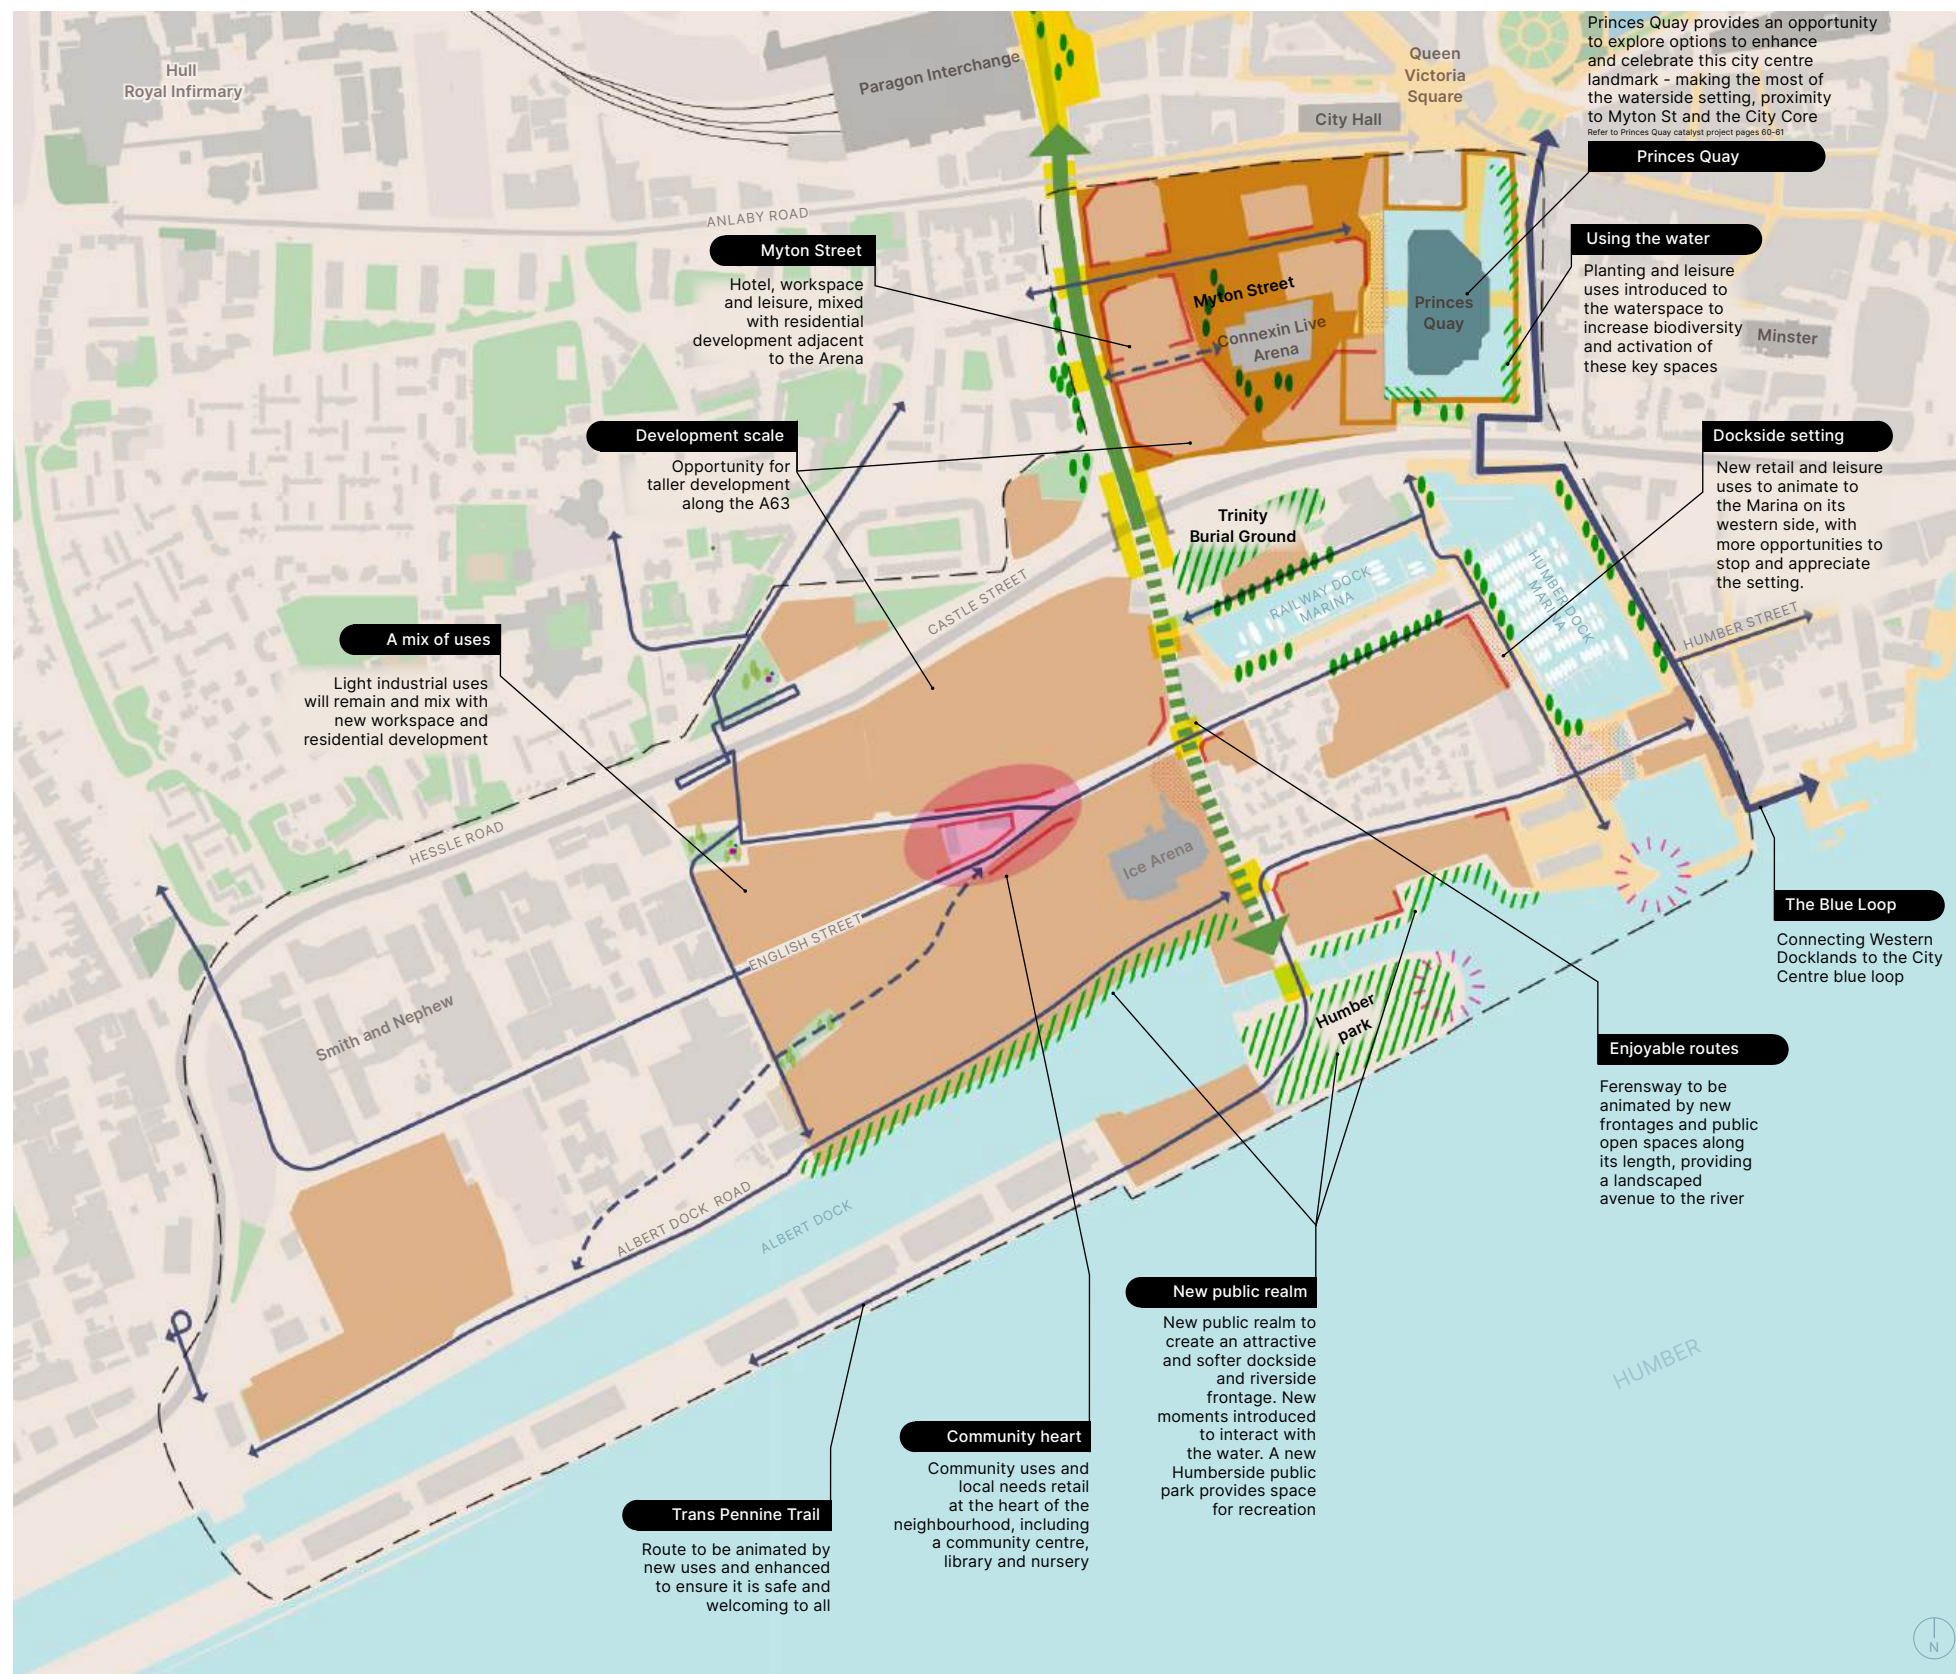 Princes Quay provides an opportunity
to explore options to enhance
and celebrate this city centre
landmark - making the most of
the waterside setting, proximity
to Myton St and the City Core
Refer to Princes Quay catalyst project pages 60-61
Princes Quay
Hull
Royal Infirmary
Paragon Interchange
Queen
Victoria
Square
City Hall
ANLABY ROAD
Myton Street
Hotel, workspace
and leisure, mixed
with residential
development adjacent
to the Arena
Using the water
Planting and leisure
uses introduced to
the waterspace to
increase biodiversity
and activation of
these key spaces
Myton Street
Connexin Live
Arena
Princes
Quay
Minster
Development scale
Opportunity for
taller development
along the A63
Dockside setting
New retail and leisure
uses to animate to
the Marina on its
western side, with
more opportunities to
stop and appreciate
the setting.
Trinity
Burial Ground
CASTLE STREET
RAILWAY DOCK
MARINA
HUMBER DOCK
MARINA
HUMBER STREET
A mix of uses
Light industrial uses
will remain and mix with
new workspace and
residential development
HESSLE ROAD
Ice Arena
ENGLISH STREET
Smith and Nephew
The Blue Loop
Connecting Western
Docklands to the City
Centre blue loop
Humber
park
Enjoyable routes
Ferensway to be
animated by new
frontages and public
open spaces along
its length, providing
a landscaped
avenue to the river
ALBERT DOCK ROAD
ALBERT DOCK
New public realm
New public realm to
create an attractive
and softer dockside
and riverside
frontage. New
moments introduced
to interact with
the water. A new
Humberside public
park provides space
for recreation
HUMBER
Community heart
Community uses and
local needs retail
at the heart of the
neighbourhood, including
a community centre,
library and nursery
Trans Pennine Trail
Route to be animated by
new uses and enhanced
to ensure it is safe and
welcoming to all
N